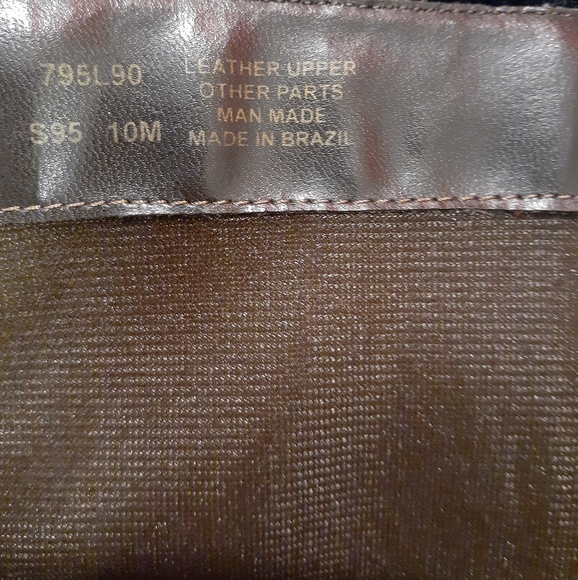 795L90
S95 10M
LEATHER UPPER
OTHER PARTS
MAN MADE
MADE IN BRAZIL